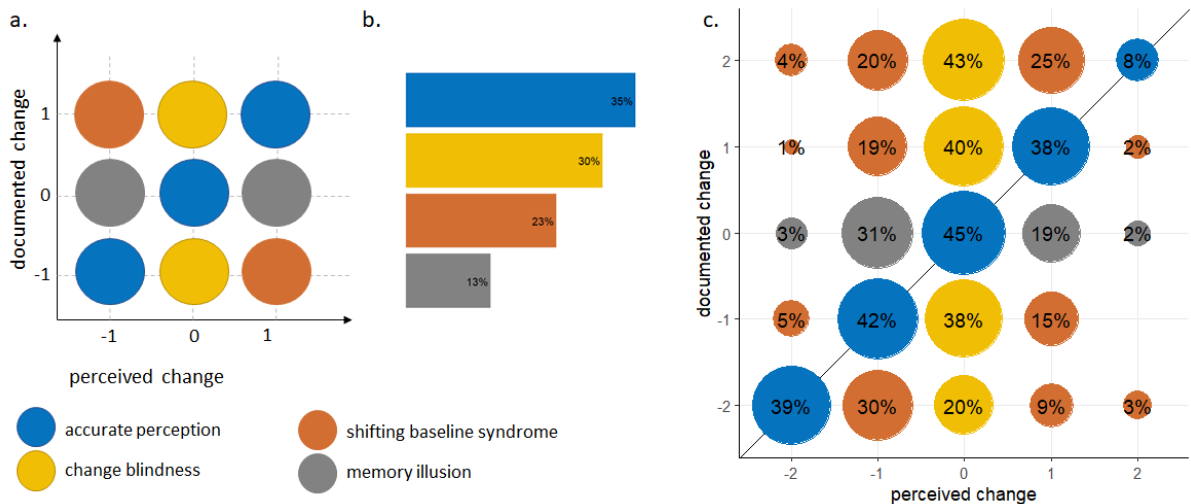 a.
documented change
1
0
-1
-1 0 1
perceived change
b.
35%
30%
23%
13%
c.
documented change
2
4% 20% 43% 25% 8%
1
1% 19% 40% 38% 2%
0
3% 31% 45% 19% 2%
-1
5% 42% 38% 15%
-2
39% 30% 20% 9% 3%
-2 -1 0 1 2
perceived change
accurate perception
shifting baseline syndrome
change blindness
memory illusion